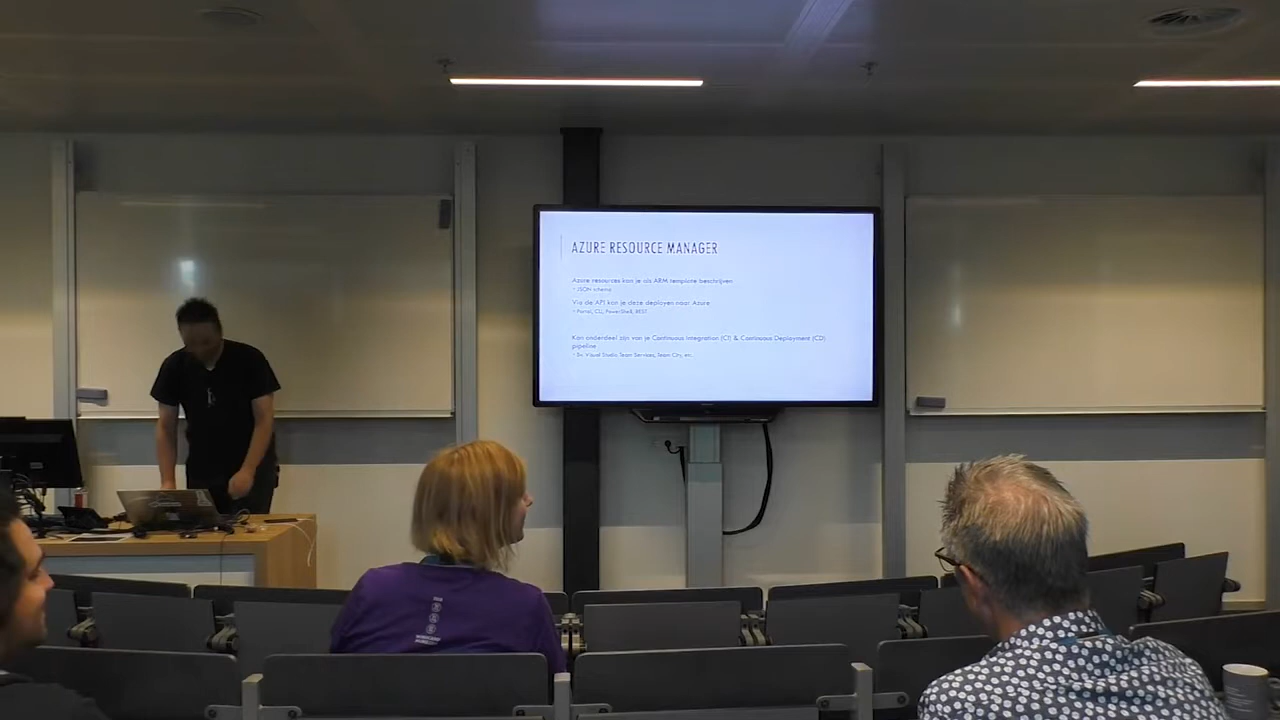 AZURE RESOURCE MANAGER
Azure resources kan je als ARM template beschrijven
JSON schema
Via de API kan je deze deployen naar Azure
Portal, CLI, PowerShell, REST
Kan onderdeel zijn van je Continuous Integration (CI) & Continuous Deployment (CD)
pipeline
Bv. Visual Studio Team Services, Team City, etc.